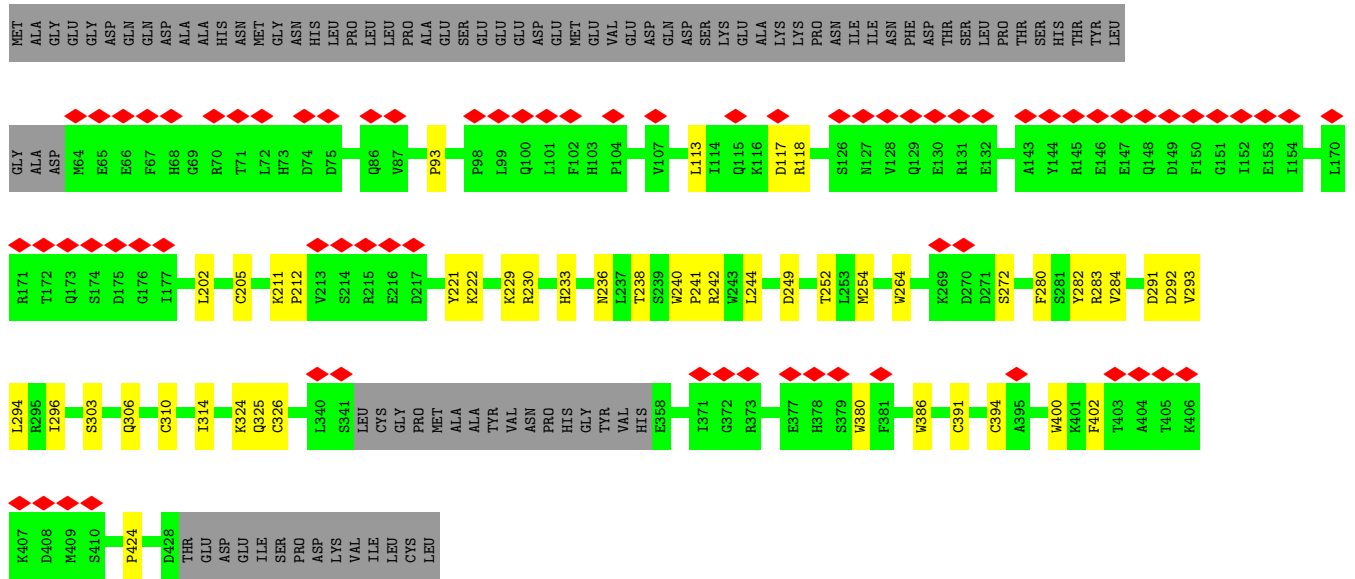 MET ALA GLY GLU GLY ASP GLN GLN ASP ALA ALA HIS ASN MET GLY ASN HIS LEU PRO LEU LEU PRO ALA GLU SER GLU GLU GLU ASP GLU MET GLU VAL GLU ASP GLN ASP SER LYS GLU ALA LYS LYS PRO ASN ILE ILE ASN PHE ASP THR SER LEU PRO THR SER HIS THR TYR LEU
GLY ALA ASP M64 E65 E66 F67 H68 G69 R70 T71 L72 H73 D74 D75 Q86 V87 P93 P98 L99 Q100 L101 F102 H103 P104 V107 L113 I114 Q115 K116 D117 R118 S126 N127 V128 Q129 E130 R131 E132 A143 Y144 R145 E146 E147 Q148 D149 F150 G151 I152 E153 I154 L170
R171 T172 Q173 S174 D175 G176 I177 L202 C205 K211 P212 V213 S214 R215 E216 D217 Y221 K222 K229 R230 H233 N236 L237 T238 S239 W240 P241 R242 W243 L244 D249 T252 L253 M254 W264 K269 D270 D271 S272 F280 S281 Y282 R283 V284 D291 D292 V293
L294 R295 I296 S303 Q306 C310 I314 K324 Q325 C326 L340 S341 LEU CYS GLY PRO MET ALA ALA TYR VAL ASN PRO HIS GLY TYR VAL HIS E358 I371 G372 R373 E377 H378 S379 W380 F381 W386 C391 C394 A395 W400 K401 F402 T403 A404 T405 K406
K407 D408 M409 S410 P424 D428 THR GLU ASP GLU ILE SER PRO ASP LYS VAL ILE LEU CYS LEU